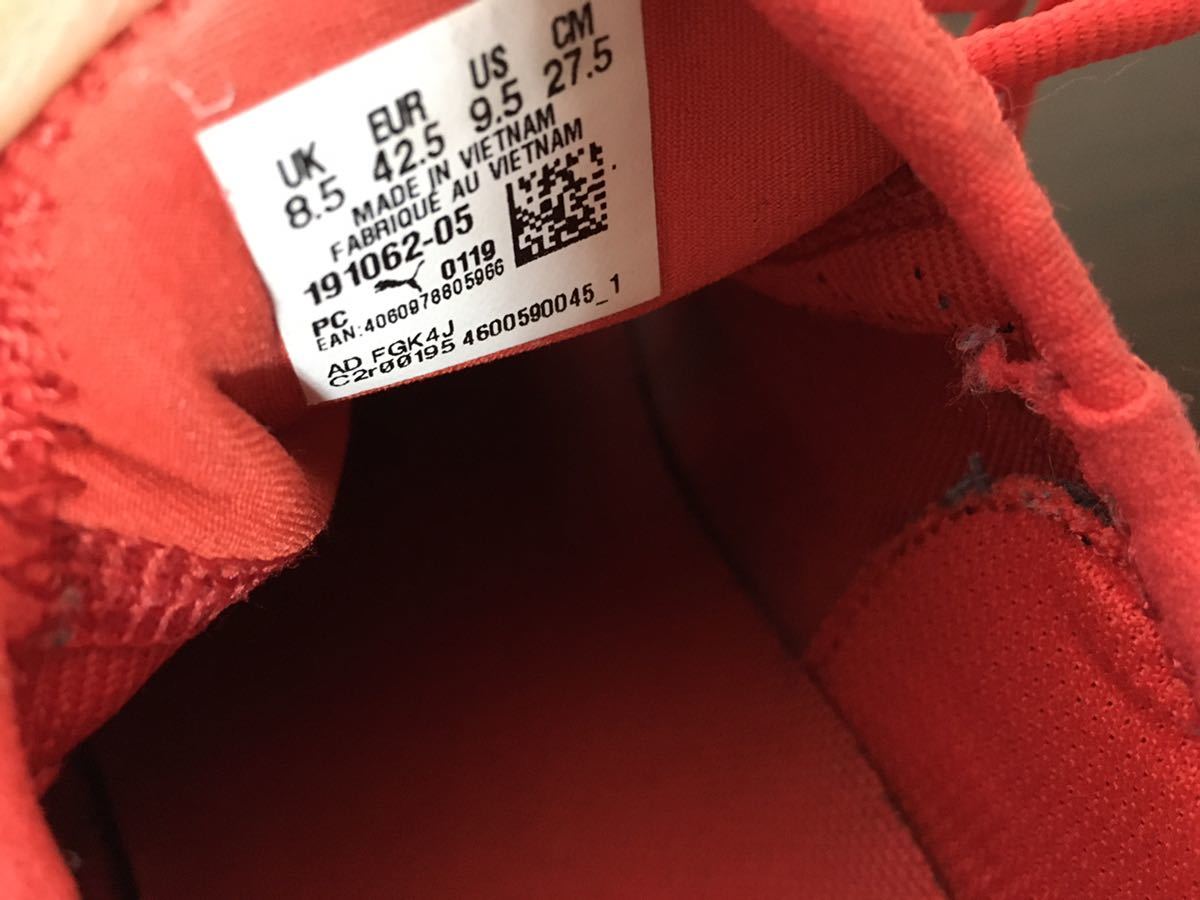 UK EUR US CM
8.5 42.5 9.5 27.5
MADE IN VIETNAM
FABRIQUÉ AU VIETNAM
191062-05
PC 0119
EAN:4060978805966
AD FGK4J
C2r00195 4600590045_1